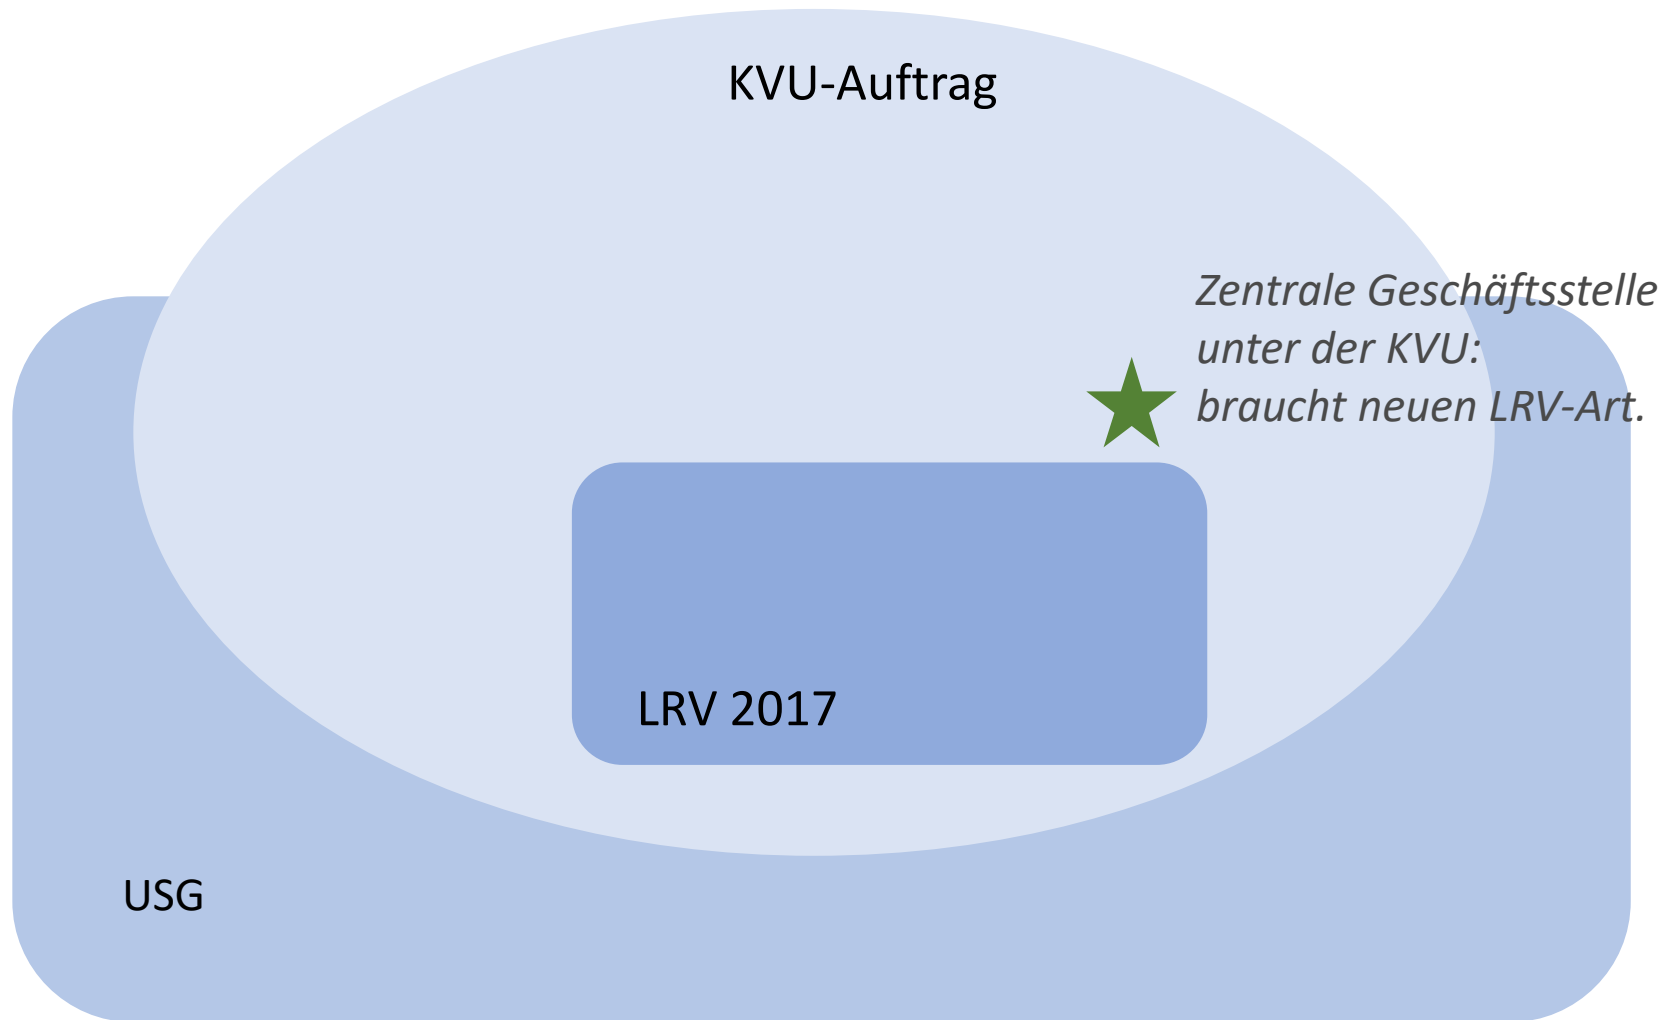 KVU-Auftrag
Zentrale Geschäftsstelle
unter der KVU:
braucht neuen LRV-Art.
LRV 2017
USG